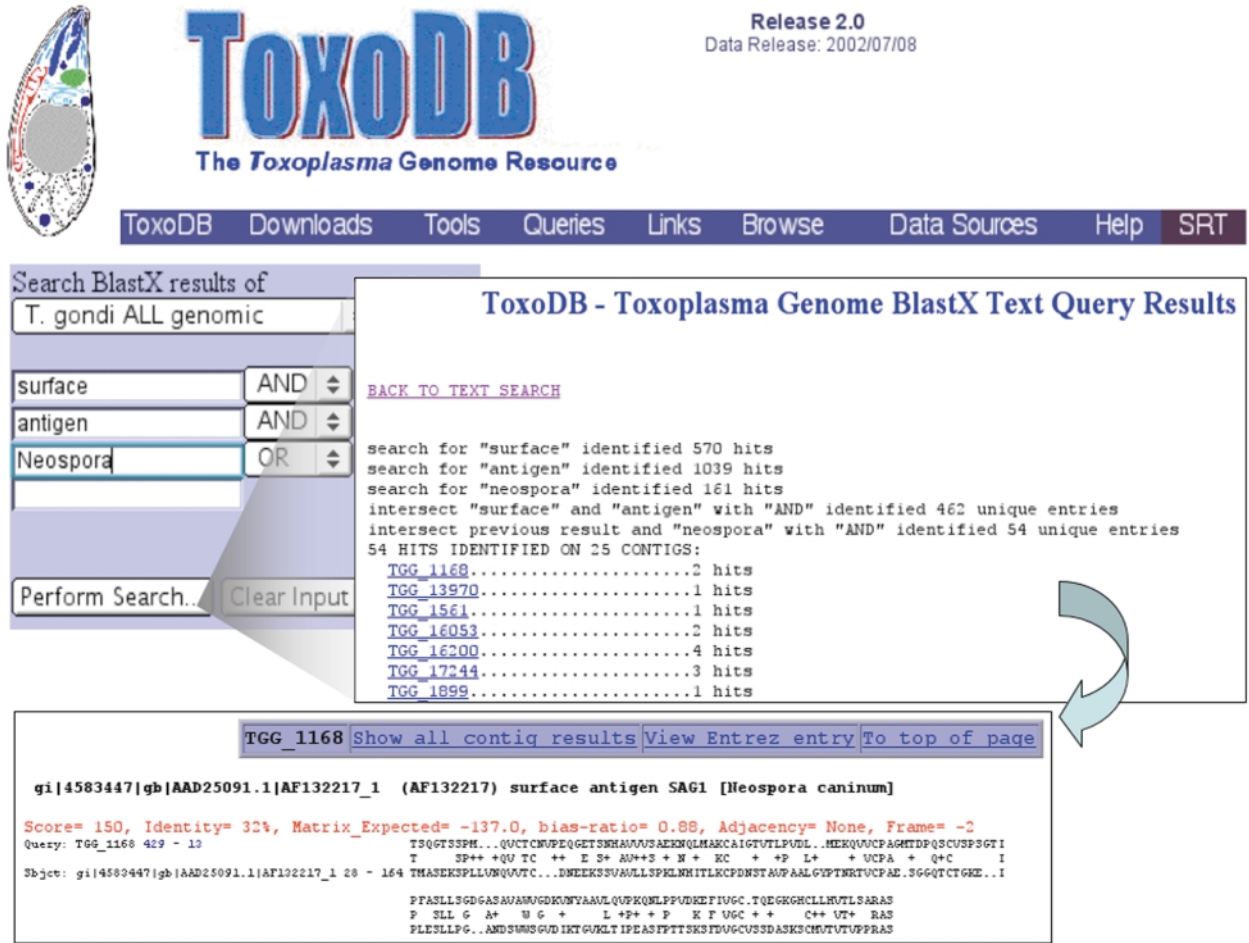 TOXODB
The Toxoplasma Genome Resource
Release 2.0
Data Release: 2002/07/08
ToxoDB Downloads Tools Queries Links Browse Data Sources Help SRT
Search BlastX results of
T. gondi ALL genomic
surface AND
antigen AND
Neospora OR
Perform Search... Clear Input
ToxoDB - Toxoplasma Genome BlastX Text Query Results
BACK TO TEXT SEARCH
search for "surface" identified 570 hits
search for "antigen" identified 1039 hits
search for "neospora" identified 161 hits
intersect "surface" and "antigen" with "AND" identified 462 unique entries
intersect previous result and "neospora" with "AND" identified 54 unique entries
54 HITS IDENTIFIED ON 25 CONTIGS:
TGG_1168......................2 hits
TGG_13970.....................1 hits
TGG_1561......................1 hits
TGG_16053.....................2 hits
TGG_16200.....................4 hits
TGG_17244.....................3 hits
TGG_1899......................1 hits
TGG_1168 Show all contig results View Entrez entry To top of page
gi|4583447|gb|AAD25091.1|AF132217_1 (AF132217) surface antigen SAG1 [Neospora caninum]
Score= 150, Identity= 32%, Matrix_Expected= -137.0, bias-ratio= 0.88, Adjacency= None, Frame= -2
Query: TGG_1168 429 - 13
Sbjct: gi|4583447|gb|AAD25091.1|AF132217_1 28 - 164